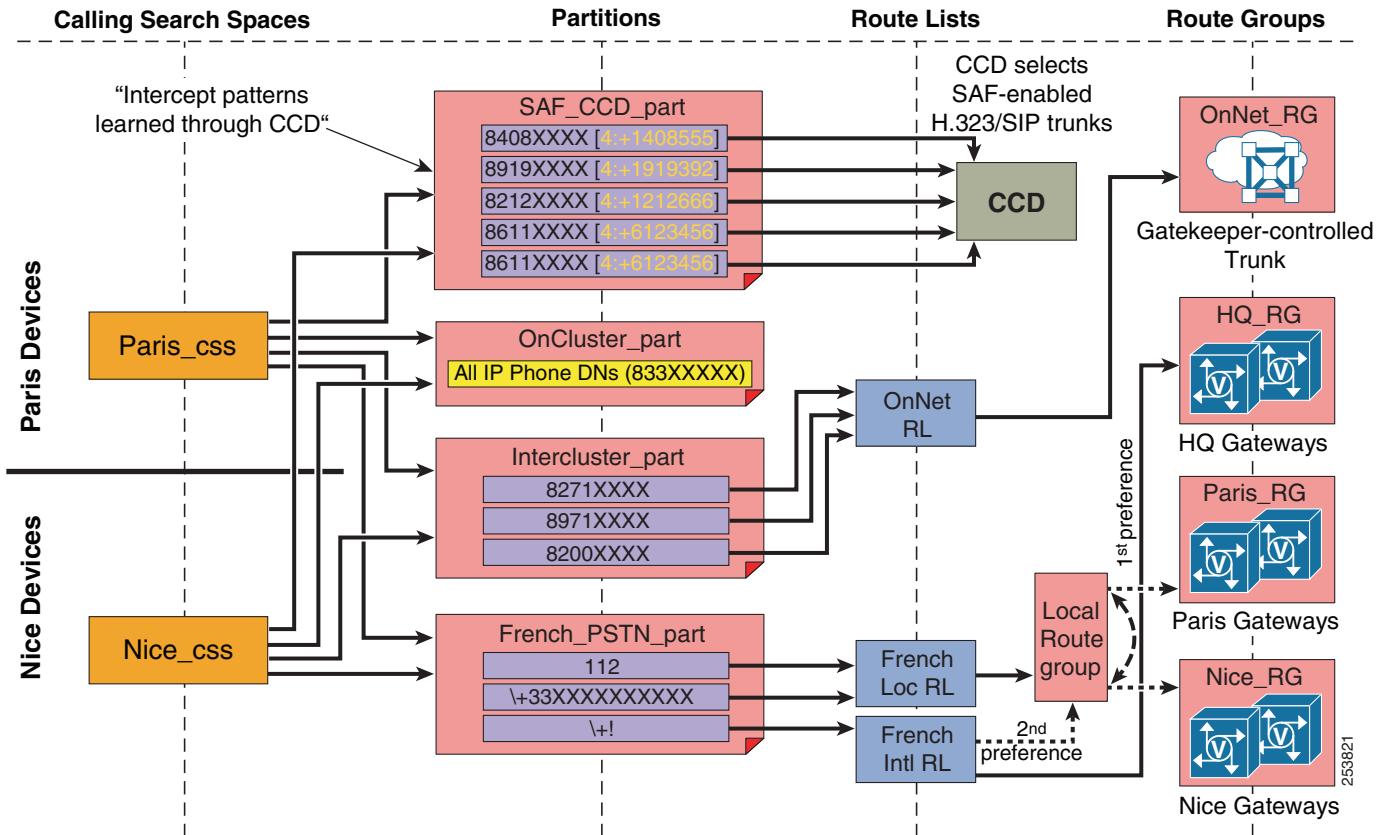 Calling Search Spaces
Partitions
Route Lists
Route Groups
“Intercept patterns
learned through CCD“
SAF_CCD_part
8408XXXX [4:+1408555]
8919XXXX [4:+1919392]
8212XXXX [4:+1212666]
8611XXXX [4:+6123456]
8611XXXX [4:+6123456]
CCD selects
SAF-enabled
H.323/SIP trunks
CCD
OnNet_RG
Gatekeeper-controlled
Trunk
Paris Devices
Paris_css
OnCluster_part
All IP Phone DNs (833XXXXX)
OnNet
RL
HQ_RG
V
V
HQ Gateways
Intercluster_part
8271XXXX
8971XXXX
8200XXXX
1st preference
Paris_RG
V
V
Paris Gateways
Nice Devices
Nice_css
French_PSTN_part
112
\+33XXXXXXXXXX
\+!
French
Loc RL
French
Intl RL
Local
Route
group
2nd
preference
Nice_RG
V
V
Nice Gateways
253821